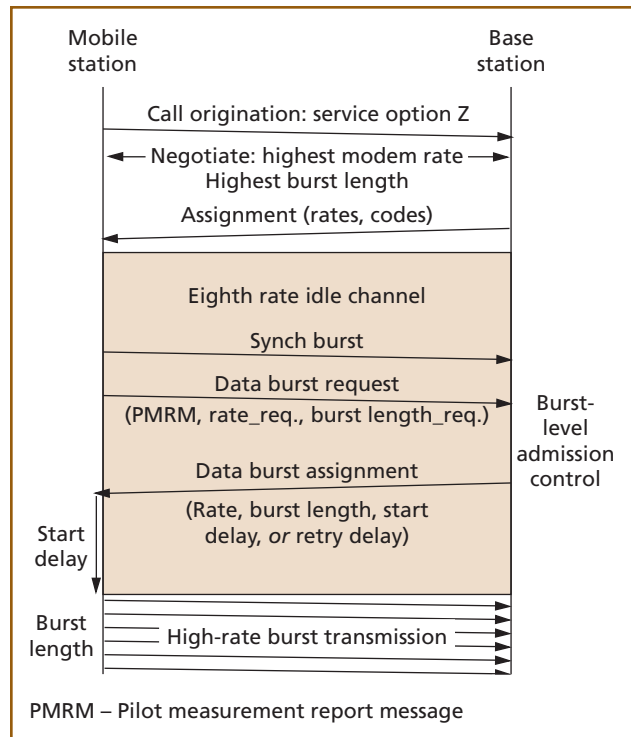 Mobile
station
Base
station
Call origination: service option Z
Negotiate: highest modem rate
Highest burst length
Assignment (rates, codes)
Eighth rate idle channel
Synch burst
Data burst request
(PMRM, rate_req., burst length_req.)
Burst-
level
admission
control
Data burst assignment
(Rate, burst length, start
delay, or retry delay)
Start
delay
Burst
length
High-rate burst transmission
PMRM – Pilot measurement report message